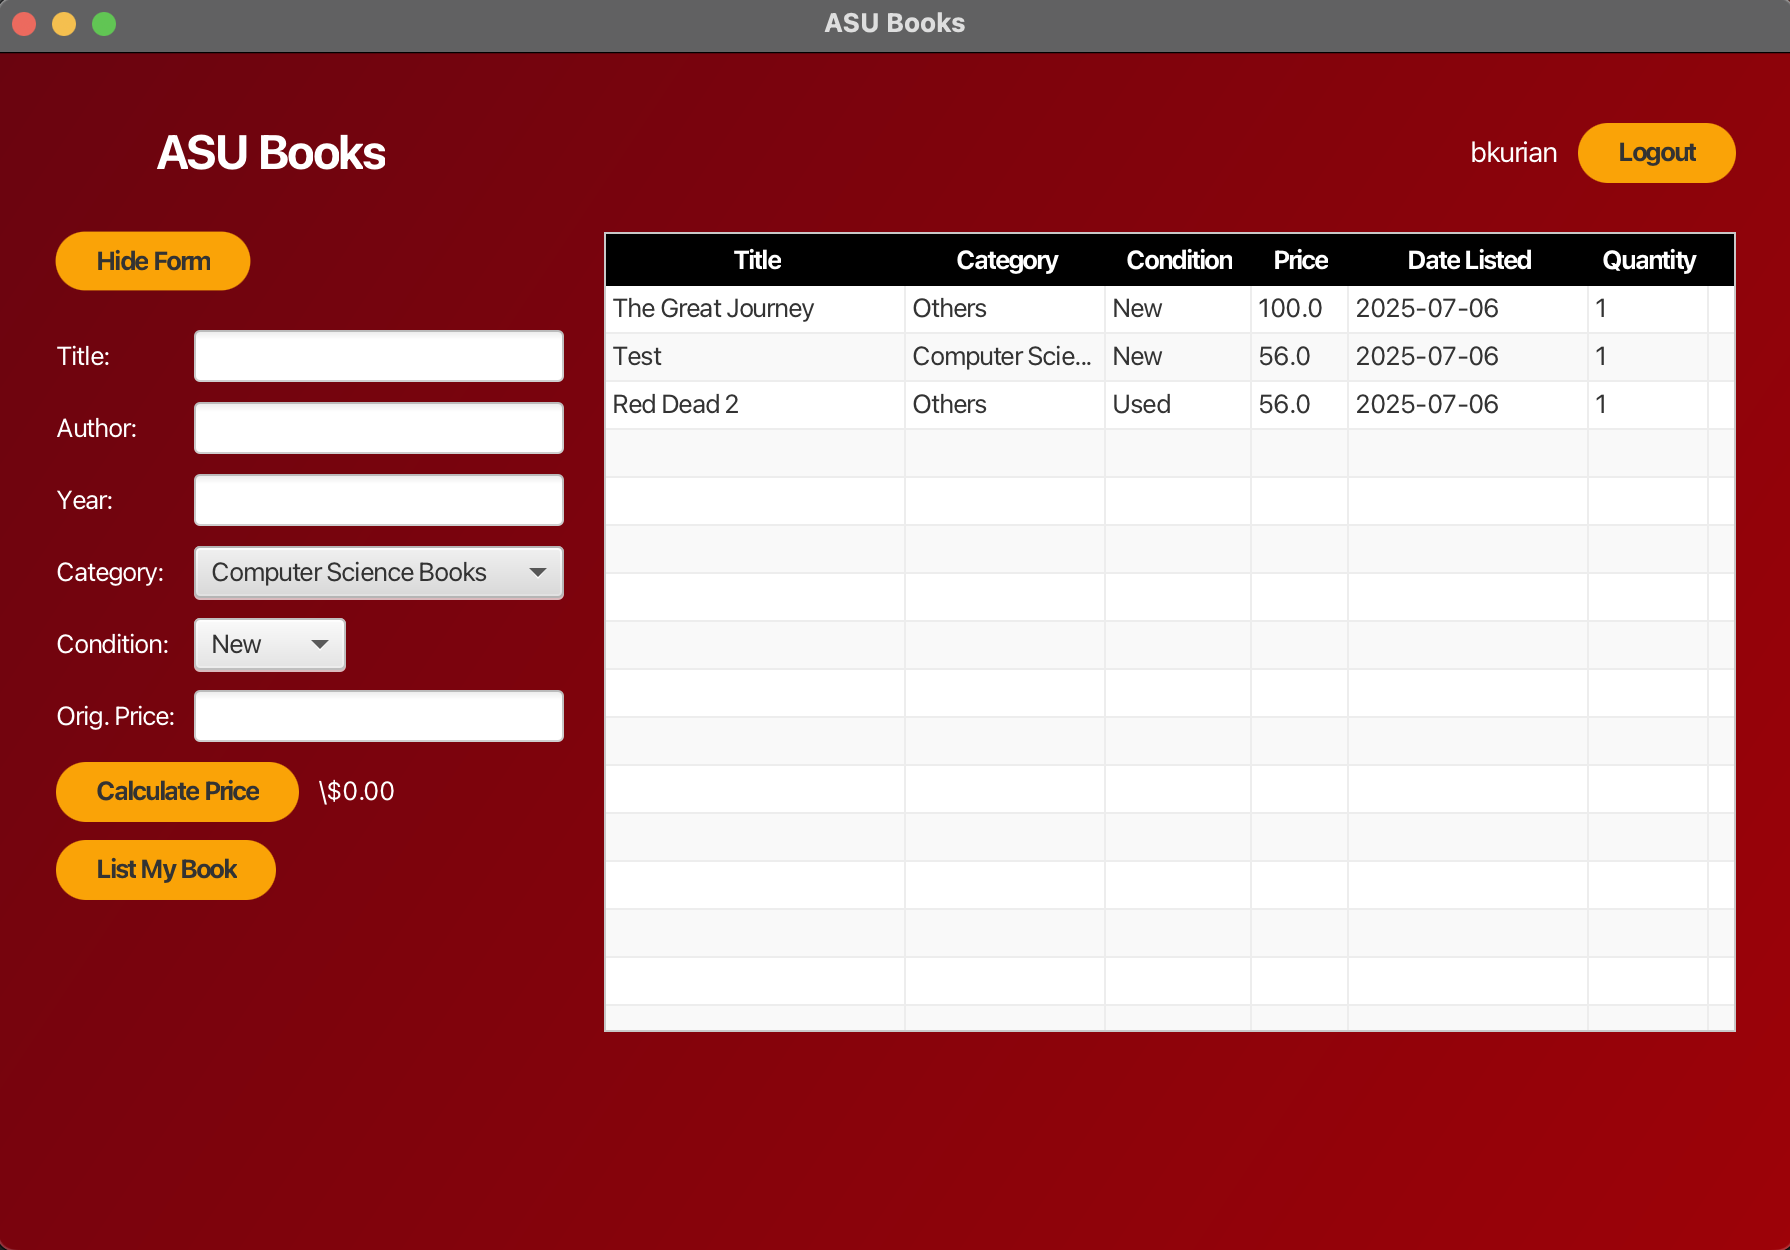 ASU Books
ASU Books
bkurian Logout
Hide Form
Title:
Author:
Year:
Category: Computer Science Books
Condition: New
Orig. Price:
Calculate Price \$0.00
List My Book
Title Category Condition Price Date Listed Quantity
The Great Journey Others New 100.0 2025-07-06 1
Test Computer Scie... New 56.0 2025-07-06 1
Red Dead 2 Others Used 56.0 2025-07-06 1